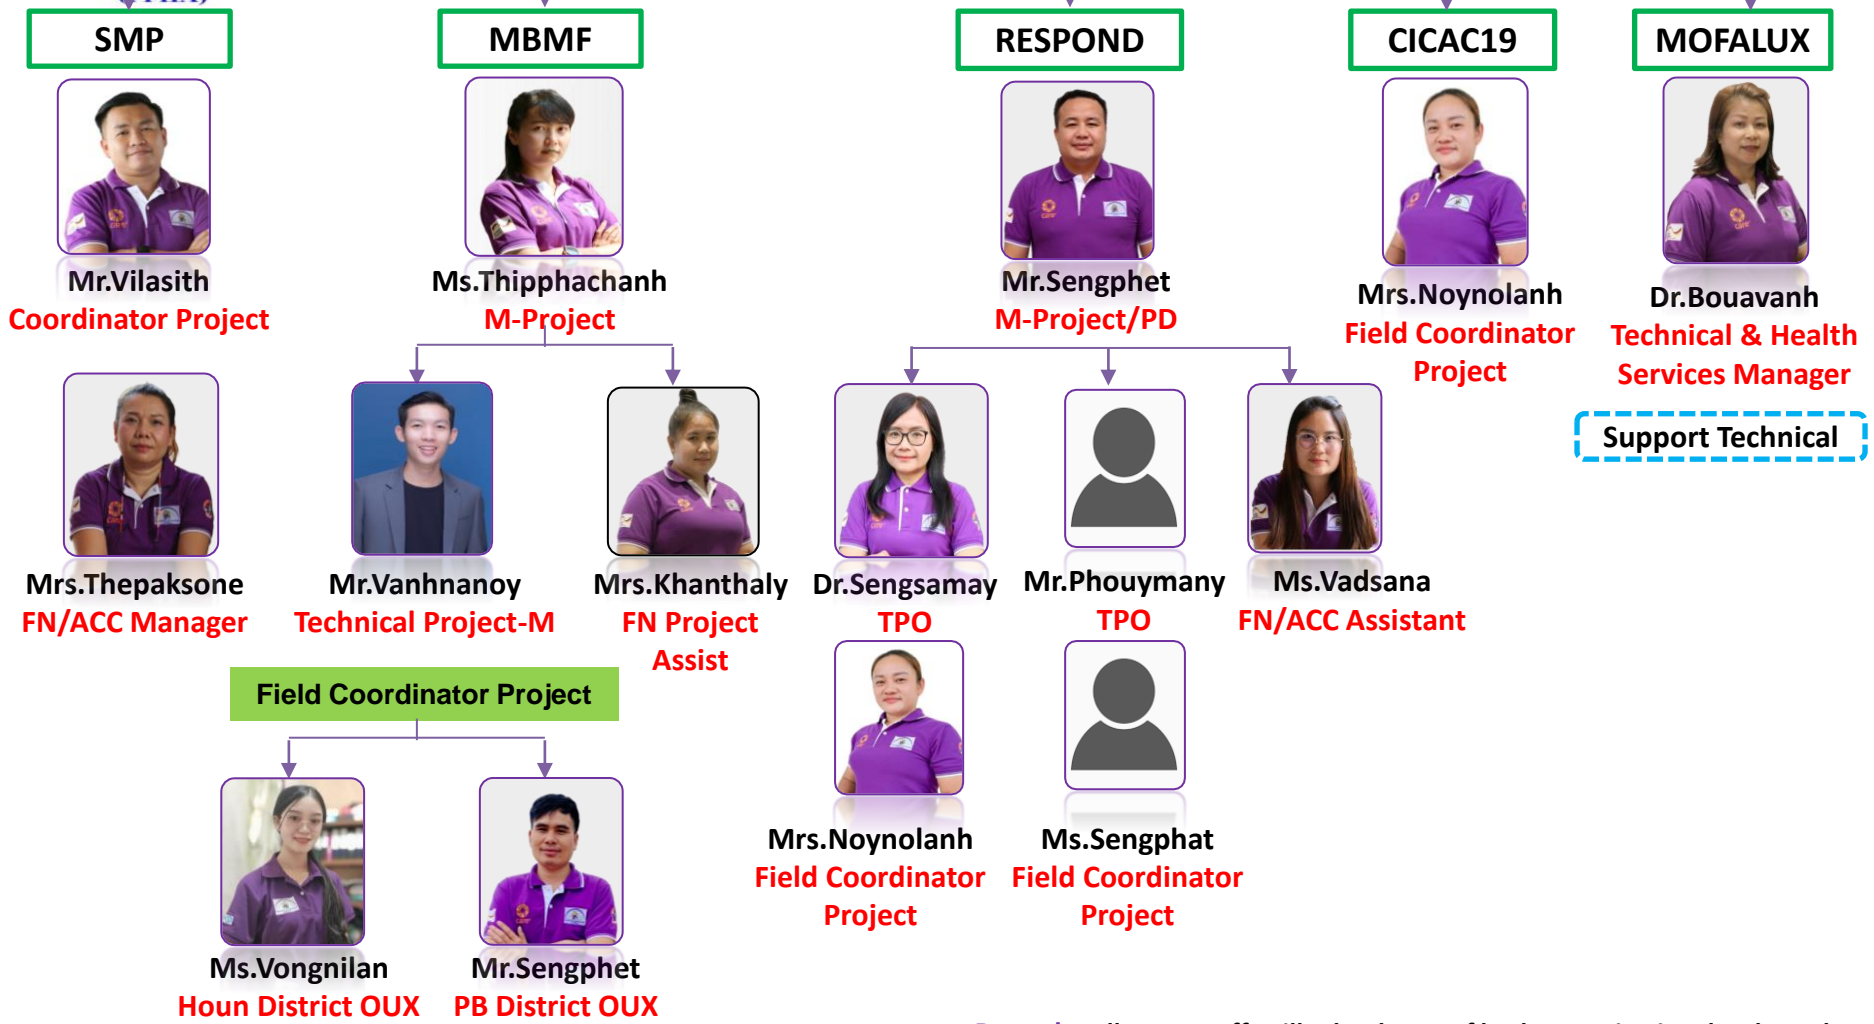 SMP
MBMF
RESPOND
CICAC19
MOFALUX
Mr.Vilasith
Coordinator Project
Ms.Thipphachanh
M-Project
Mr.Sengphet
M-Project/PD
Mrs.Noynolanh
Field Coordinator
Project
Dr.Bouavanh
Technical & Health
Services Manager
Support Technical
Mrs.Thepaksone
FN/ACC Manager
Mr.Vanhnanoy
Technical Project-M
Mrs.Khanthaly
FN Project
Assist
Dr.Sengsamay
TPO
Mr.Phouymany
TPO
Ms.Vadsana
FN/ACC Assistant
Field Coordinator Project
Mrs.Noynolanh
Field Coordinator
Project
Ms.Sengphat
Field Coordinator
Project
Ms.Vongnilan
Houn District OUX
Mr.Sengphet
PB District OUX